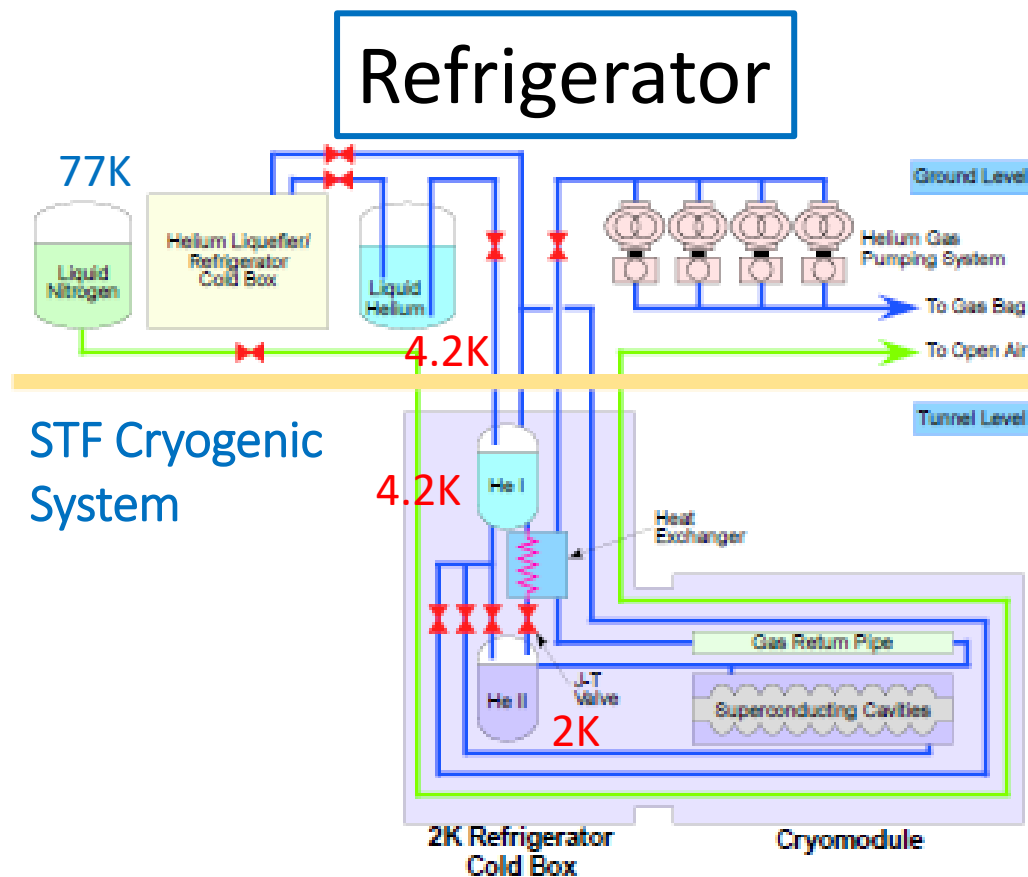 Refrigerator
77K
Ground Level
Helium Liquefier/
Refrigerator
Cold Box
Liquid
Nitrogen
Liquid
Helium
Helium Gas
Pumping System
To Gas Bag
4.2K
To Open Air
Tunnel Level
STF Cryogenic
System
4.2K
He I
Heat
Exchanger
Gas Return Pipe
J-T
Valve
He II
Superconducting Cavities
2K
2K Refrigerator
Cold Box
Cryomodule